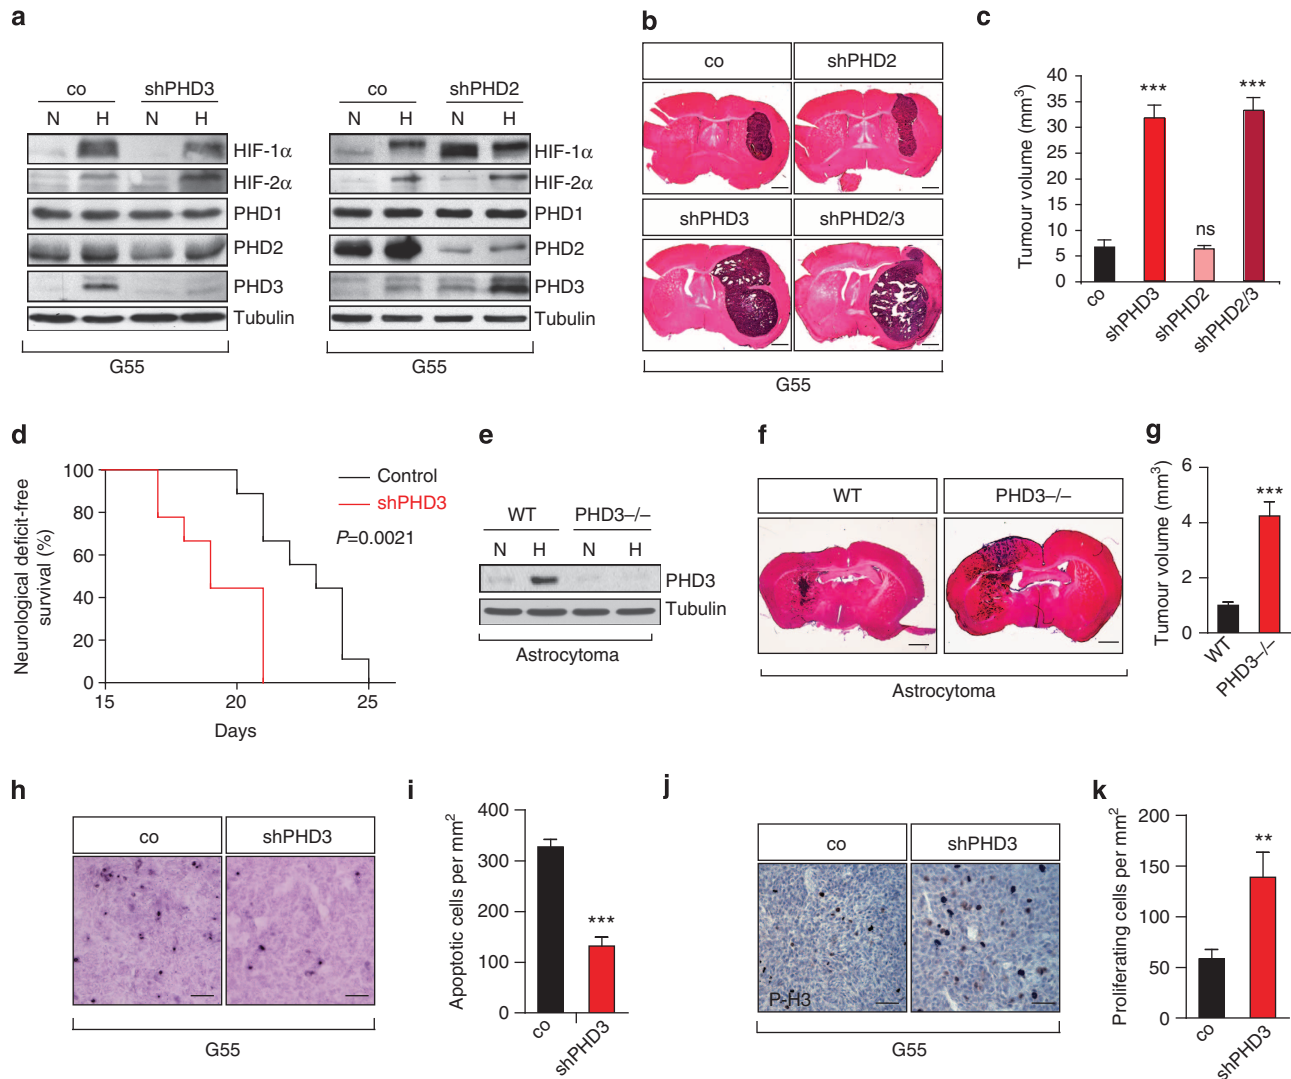 a
co shPHD3
N H N H
HIF-1α
HIF-2α
PHD1
PHD2
PHD3
Tubulin
G55
co shPHD2
N H N H
HIF-1α
HIF-2α
PHD1
PHD2
PHD3
Tubulin
G55
b
co shPHD2
shPHD3 shPHD2/3
G55
c
Tumour volume (mm3)
40
35
30
25
20
15
10
5
0
***
ns
***
co shPHD3 shPHD2 shPHD2/3
d
Neurological deficit-free
survival (%)
100
80
60
40
20
0
15 20 25
Days
Control
shPHD3
P=0.0021
e
WT PHD3–/–
N H N H
PHD3
Tubulin
Astrocytoma
f
WT PHD3–/–
Astrocytoma
g
Tumour volume (mm3)
6
4
2
0
***
WT PHD3–/–
h
co shPHD3
G55
i
Apoptotic cells per mm2
400
300
200
100
0
***
co shPHD3
j
co shPHD3
P-H3
G55
k
Proliferating cells per mm2
200
150
100
50
0
**
co shPHD3